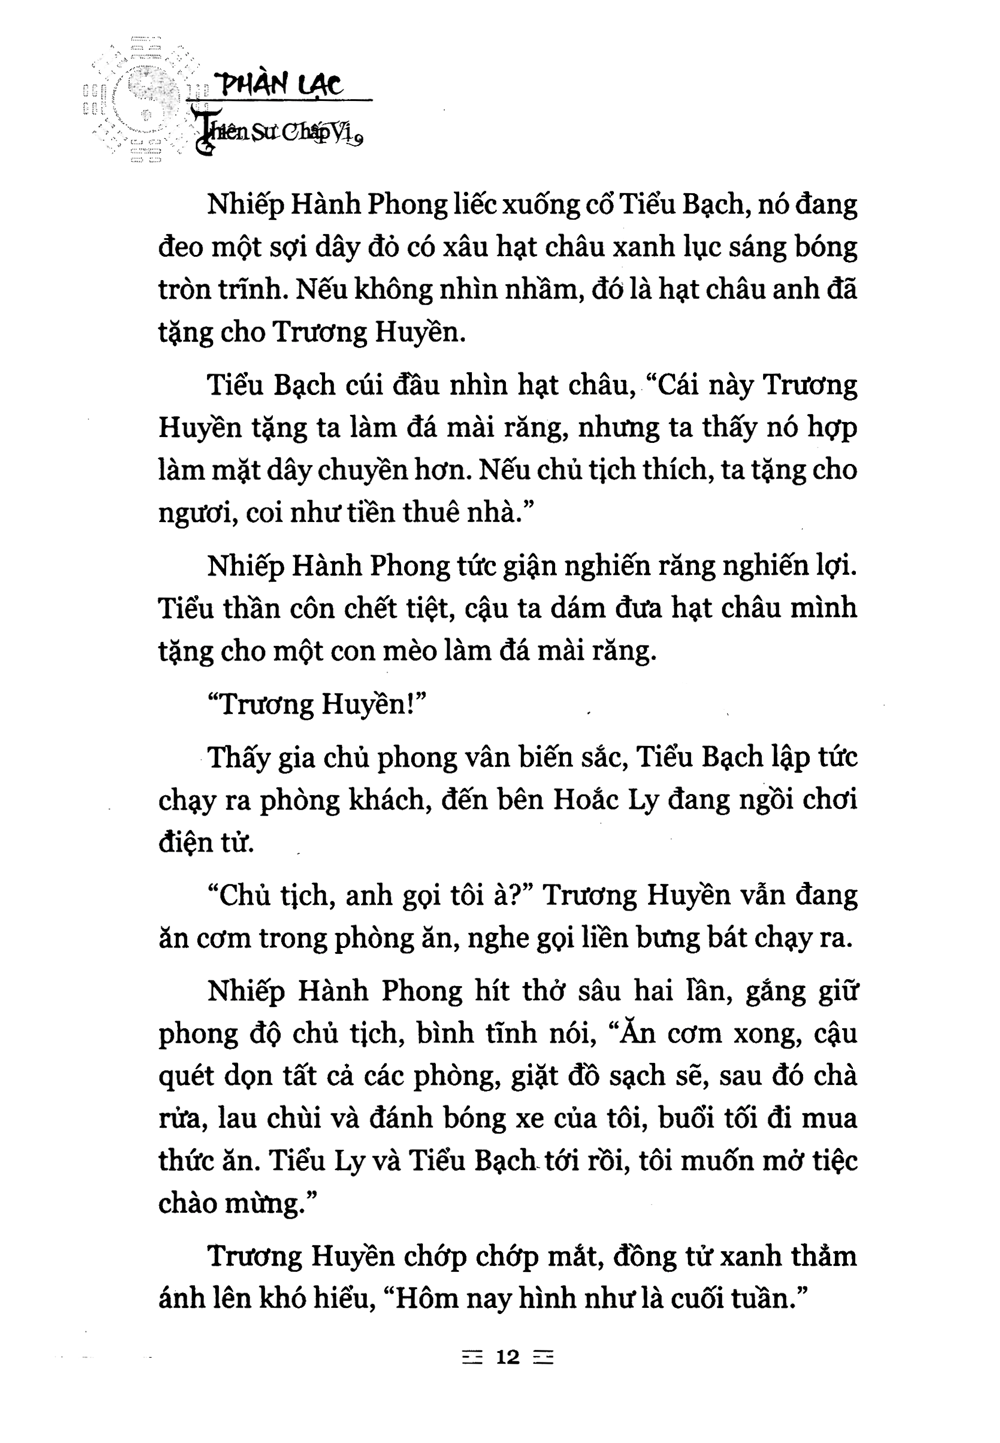 PHÀN LẠC
Thiên Sư Chấp Vị
Nhiếp Hành Phong liếc xuống cổ Tiểu Bạch, nó đang
đeo một sợi dây đỏ có xâu hạt châu xanh lục sáng bóng
tròn trĩnh. Nếu không nhìn nhầm, đó là hạt châu anh đã
tặng cho Trương Huyền.
Tiểu Bạch cúi đầu nhìn hạt châu, “Cái này Trương
Huyền tặng ta làm đá mài răng, nhưng ta thấy nó hợp
làm mặt dây chuyền hơn. Nếu chủ tịch thích, ta tặng cho
ngươi, coi như tiền thuê nhà.”
Nhiếp Hành Phong tức giận nghiến răng nghiến lợi.
Tiểu thần côn chết tiệt, cậu ta dám đưa hạt châu mình
tặng cho một con mèo làm đá mài răng.
“Trương Huyền!”
Thấy gia chủ phong vân biến sắc, Tiểu Bạch lập tức
chạy ra phòng khách, đến bên Hoắc Ly đang ngồi chơi
điện tử.
“Chủ tịch, anh gọi tôi à?” Trương Huyền vẫn đang
ăn cơm trong phòng ăn, nghe gọi liền bưng bát chạy ra.
Nhiếp Hành Phong hít thở sâu hai lần, gắng giữ
phong độ chủ tịch, bình tĩnh nói, “Ăn cơm xong, cậu
quét dọn tất cả các phòng, giặt đồ sạch sẽ, sau đó chà
rửa, lau chùi và đánh bóng xe của tôi, buổi tối đi mua
thức ăn. Tiểu Ly và Tiểu Bạch tới rồi, tôi muốn mở tiệc
chào mừng.”
Trương Huyền chớp chớp mắt, đồng tử xanh thẳm
ánh lên khó hiểu, “Hôm nay hình như là cuối tuần.”
12